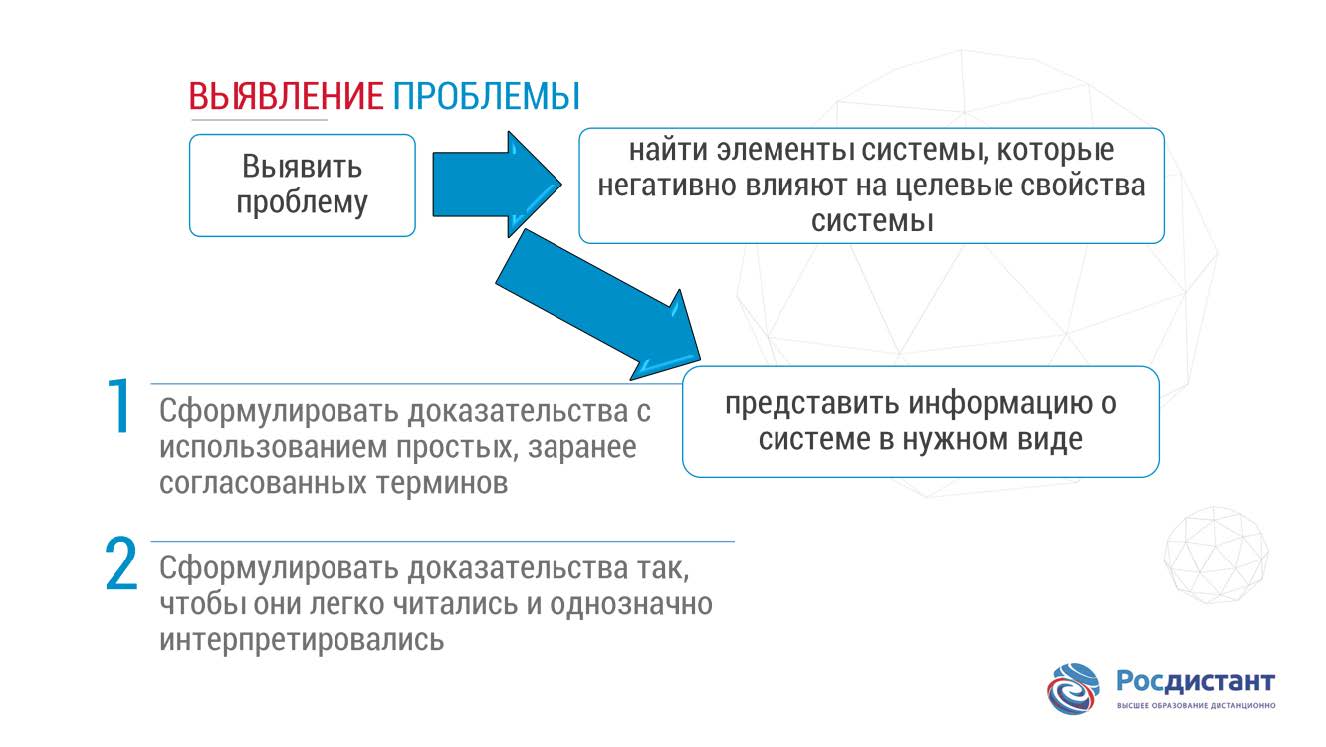 ВЫЯВЛЕНИЕ ПРОБЛЕМЫ
Выявить
проблему
найти элементы системы, которые
негативно влияют на целевые свойства
системы
представить информацию о
системе в нужном виде
1
Сформулировать доказательства с
использованием простых, заранее
согласованных терминов
2
Сформулировать доказательства так,
чтобы они легко читались и однозначно
интерпретировались
Росдистант
ВЫСШЕЕ ОБРАЗОВАНИЕ ДИСТАНЦИОННО